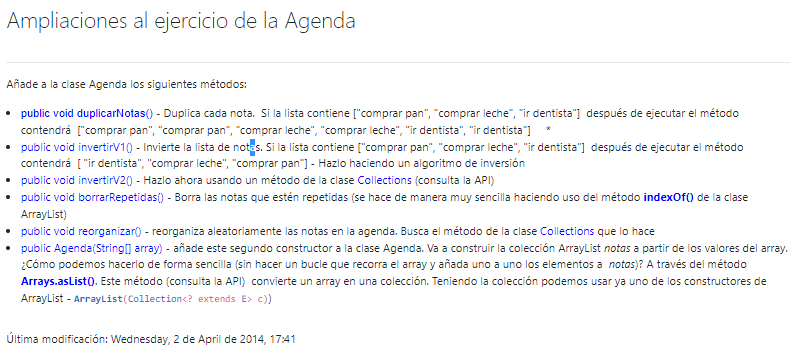 Ampliaciones al ejercicio de la Agenda
Añade a la clase Agenda los siguientes métodos:
• public void duplicarNotas() - Duplica cada nota.  Si la lista contiene ["comprar pan", "comprar leche", "ir dentista"]  después de ejecutar el método
contendrá  ["comprar pan", "comprar pan", "comprar leche", "comprar leche", "ir dentista", "ir dentista"]     *
• public void invertirV1() - Invierte la lista de notas. Si la lista contiene ["comprar pan", "comprar leche", "ir dentista"]  después de ejecutar el método
contendrá  [ "ir dentista", "comprar leche", "comprar pan"] - Hazlo haciendo un algoritmo de inversión
• public void invertirV2() - Hazlo ahora usando un método de la clase Collections (consulta la API)
• public void borrarRepetidas() - Borra las notas que estén repetidas (se hace de manera muy sencilla haciendo uso del método indexOf() de la clase
ArrayList)
• public void reorganizar() - reorganiza aleatoriamente las notas en la agenda. Busca el método de la clase Collections que lo hace
• public Agenda(String[] array) - añade este segundo constructor a la clase Agenda. Va a construir la colección ArrayList notas a partir de los valores del array.
¿Cómo podemos hacerlo de forma sencilla (sin hacer un bucle que recorra el array y añada uno a uno los elementos a  notas)? A través del método
Arrays.asList(). Este método (consulta la API)  convierte un array en una colección. Teniendo la colección podemos usar ya uno de los constructores de
ArrayList - ArrayList(Collection<? extends E> c))
Última modificación: Wednesday, 2 de April de 2014, 17:41